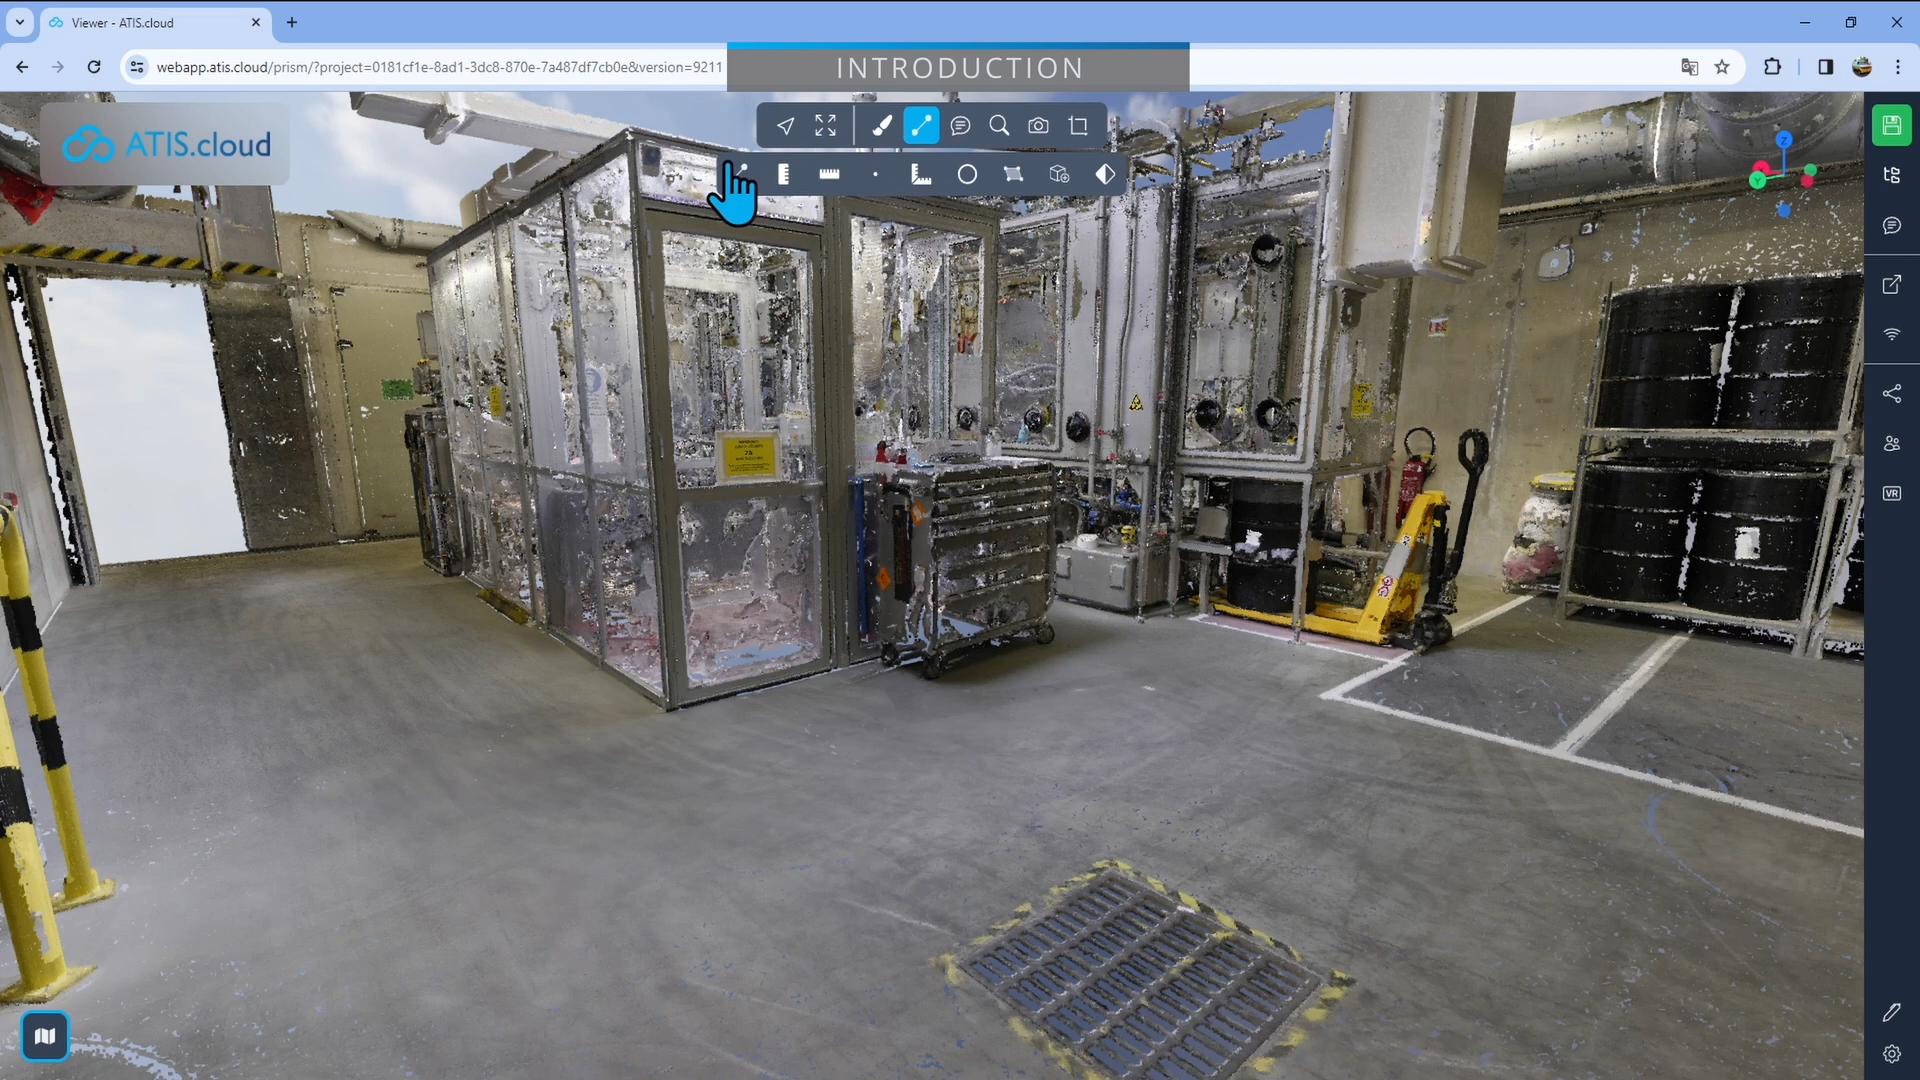 Viewer - ATIS.cloud
webapp.atis.cloud/prism/?project=0181cf1e-8ad1-3dc8-870e-7a487df7cb0e&version=9211
INTRODUCTION
ATIS.cloud
Z
Y
VR